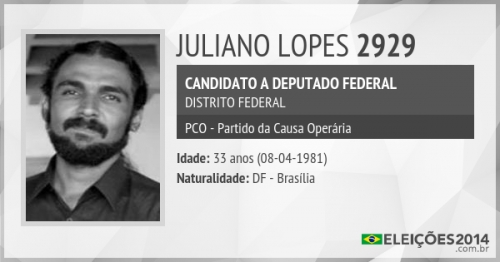 JULIANO LOPES 2929
CANDIDATO A DEPUTADO FEDERAL
DISTRITO FEDERAL
PCO - Partido da Causa Operária
Idade: 33 anos (08-04-1981)
Naturalidade: DF - Brasília
ELEIÇÕES2014
.com.br